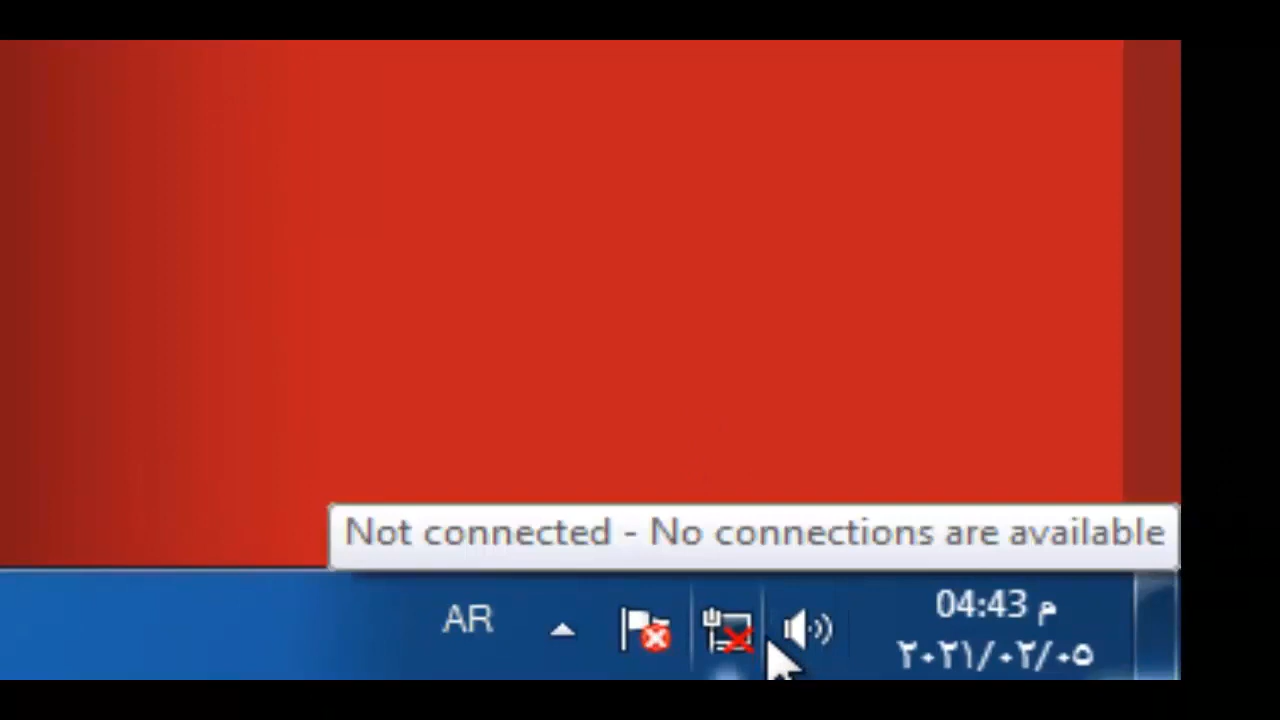 Not connected - No connections are available
AR
04:43 م
٢٠٢١/٠٢/٠٥